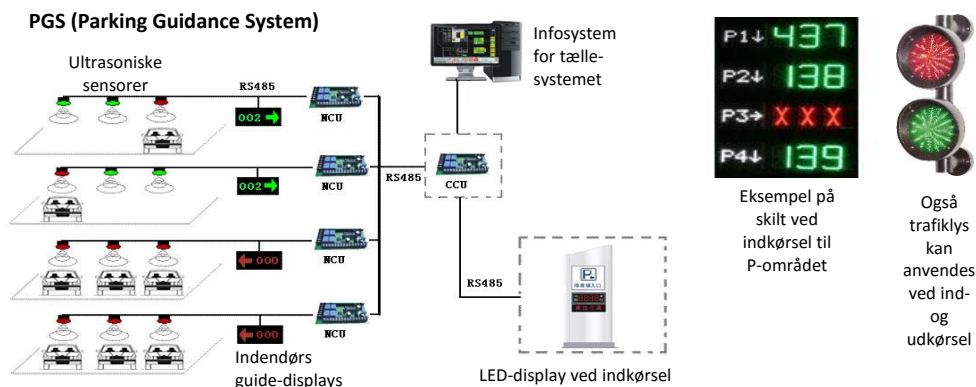 PGS (Parking Guidance System)
Ultrasoniske
sensorer
RS485
002 →
NCU
002 →
NCU
← 000
NCU
← 000
NCU
Indendørs
guide-displays
RS485
CCU
Infosystem
for tælle-
systemet
RS485
P
LED-display ved indkørsel
P1↓ 437
P2↓ 138
P3→ X X X
P4↓ 139
Eksempel på
skilt ved
indkørsel til
P-området
Også
trafiklys
kan
anvendes
ved ind-
og
udkørsel